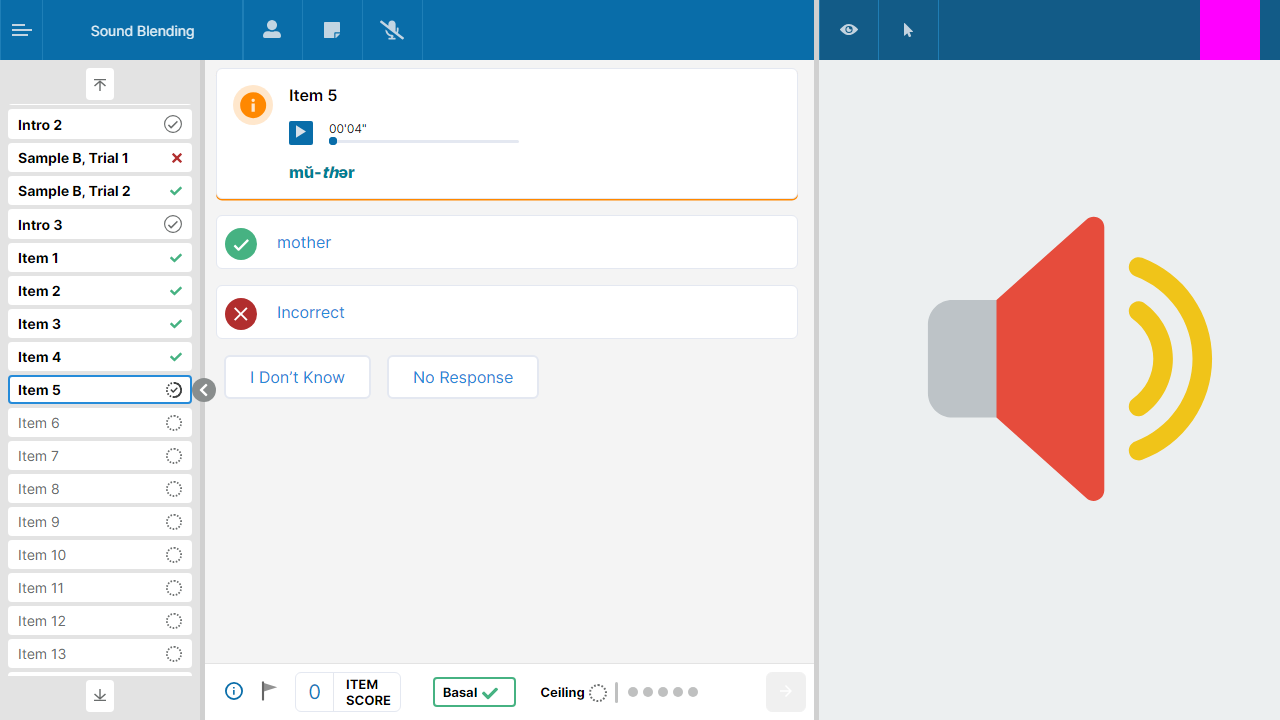 Sound Blending
Intro 2
Sample B, Trial 1
Sample B, Trial 2
Intro 3
Item 1
Item 2
Item 3
Item 4
Item 5
Item 6
Item 7
Item 8
Item 9
Item 10
Item 11
Item 12
Item 13
Item 5
00'04"
mŭ-thər
mother
Incorrect
I Don’t Know
No Response
0
ITEM
SCORE
Basal
Ceiling